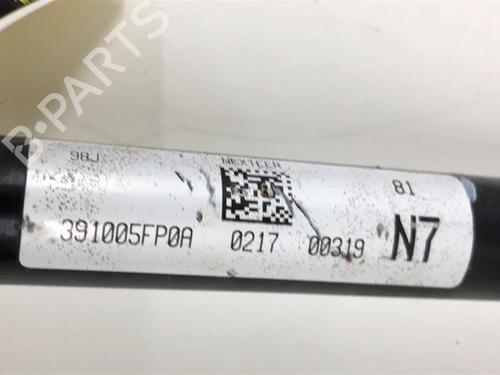 B-PARTS
98J
NEXTEER
81
391005FP0A
0217
00319
N7